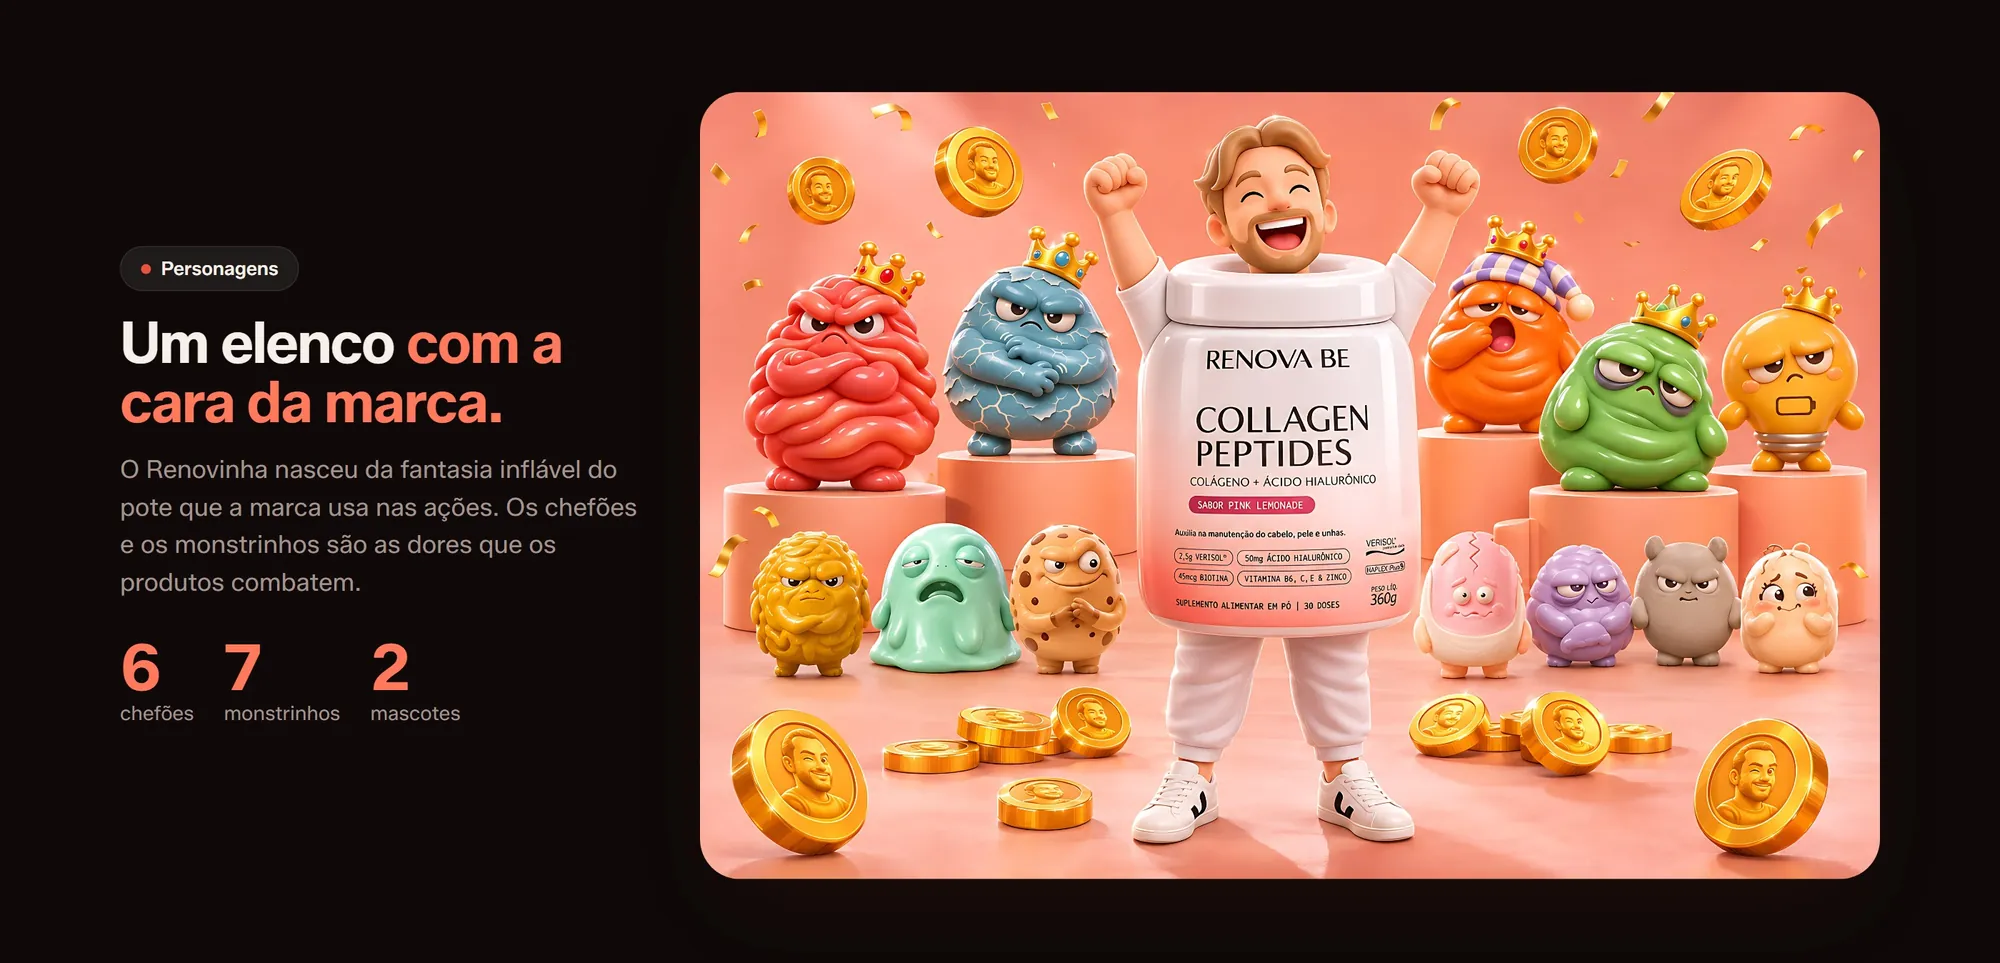 Personagens
Um elenco com a
cara da marca.
O Renovinha nasceu da fantasia inflável do
pote que a marca usa nas ações. Os chefões
e os monstrinhos são as dores que os
produtos combatem.
6 7 2
chefões monstrinhos mascotes
RENOVA BE
COLLAGEN
PEPTIDES
COLÁGENO + ÁCIDO HIALURÔNICO
SABOR PINK LEMONADE
Auxilia na manutenção do cabelo, pele e unhas.
2,5g VERISOL® 50mg ÁCIDO HIALURÔNICO
45mcg BIOTINA VITAMINA B6, C, E & ZINCO
SUPLEMENTO ALIMENTAR EM PÓ | 30 DOSES
VERISOL®
HAPLEX Plus®
PESO LÍQ.
360g